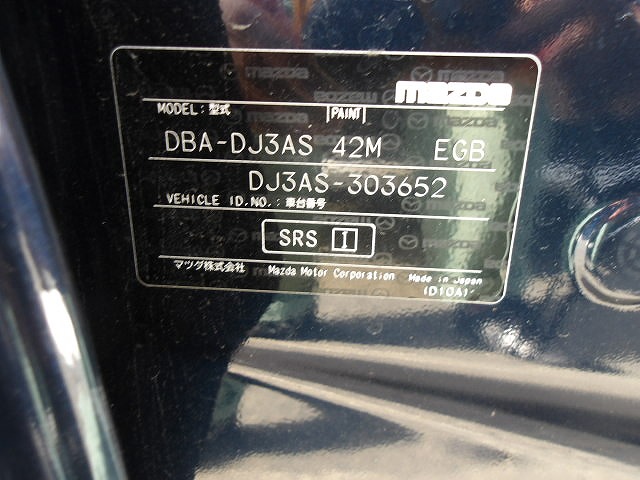 mazda
MODEL: 型式 PAINT
DBA-DJ3AS 42M EGB
DJ3AS-303652
VEHICLE ID.NO.: 車台番号
SRS I
マツダ株式会社 Mazda Motor Corporation Made in Japan
(D10A)